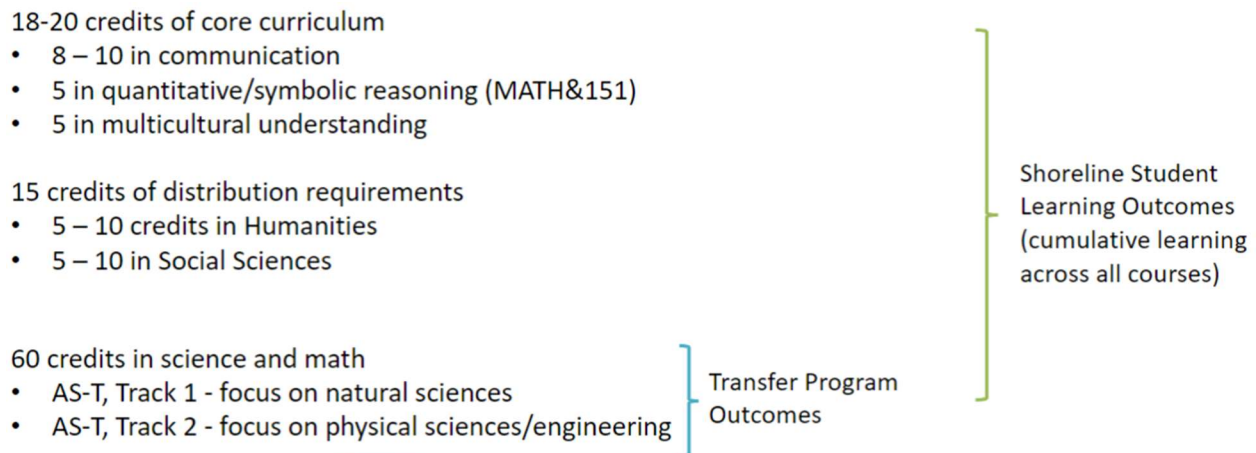 18-20 credits of core curriculum
• 8 – 10 in communication
• 5 in quantitative/symbolic reasoning (MATH&151)
• 5 in multicultural understanding
15 credits of distribution requirements
• 5 – 10 credits in Humanities
• 5 – 10 in Social Sciences
60 credits in science and math
• AS-T, Track 1 - focus on natural sciences
• AS-T, Track 2 - focus on physical sciences/engineering
Transfer Program
Outcomes
Shoreline Student
Learning Outcomes
(cumulative learning
across all courses)